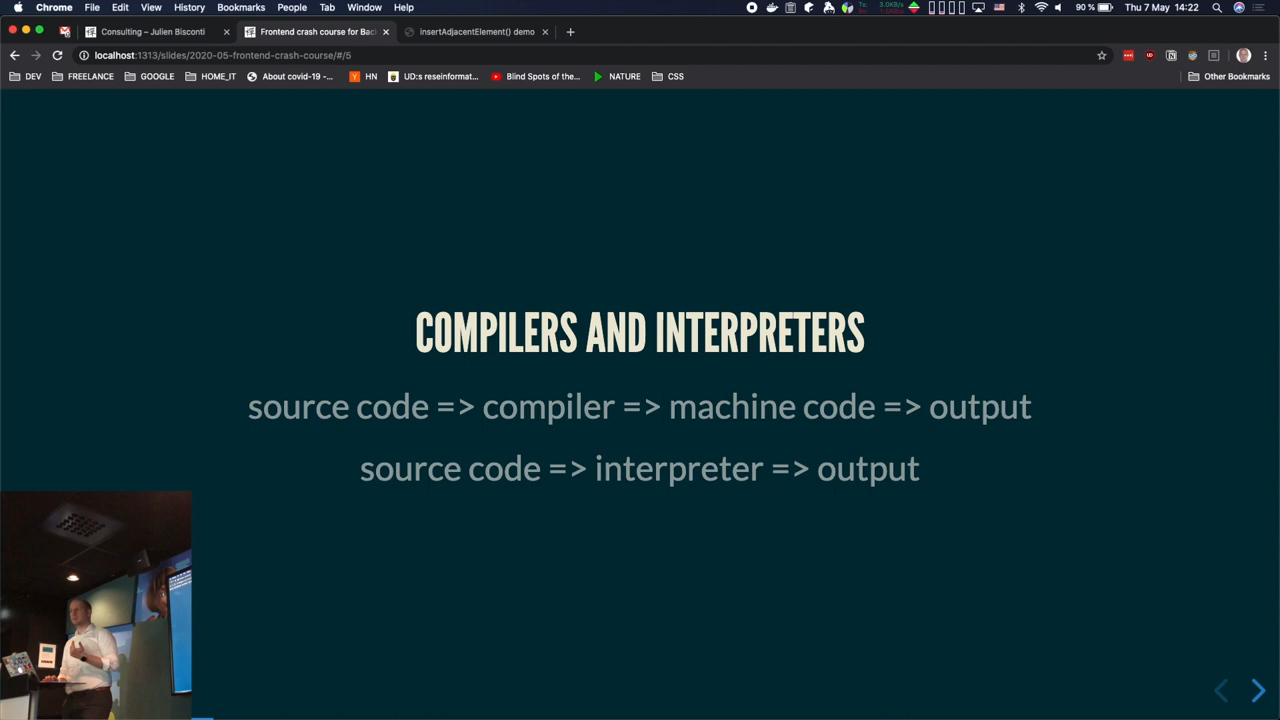 Chrome File Edit View History Bookmarks People Tab Window Help
90 % Thu 7 May 14:22
Consulting – Julien Bisconti
Frontend crash course for Bac
insertAdjacentElement() demo
localhost:1313/slides/2020-05-frontend-crash-course/#/5
DEV FREELANCE GOOGLE HOME_IT About covid-19 -... HN UD:s reseinformat... Blind Spots of the... NATURE CSS Other Bookmarks
COMPILERS AND INTERPRETERS
source code => compiler => machine code => output
source code => interpreter => output